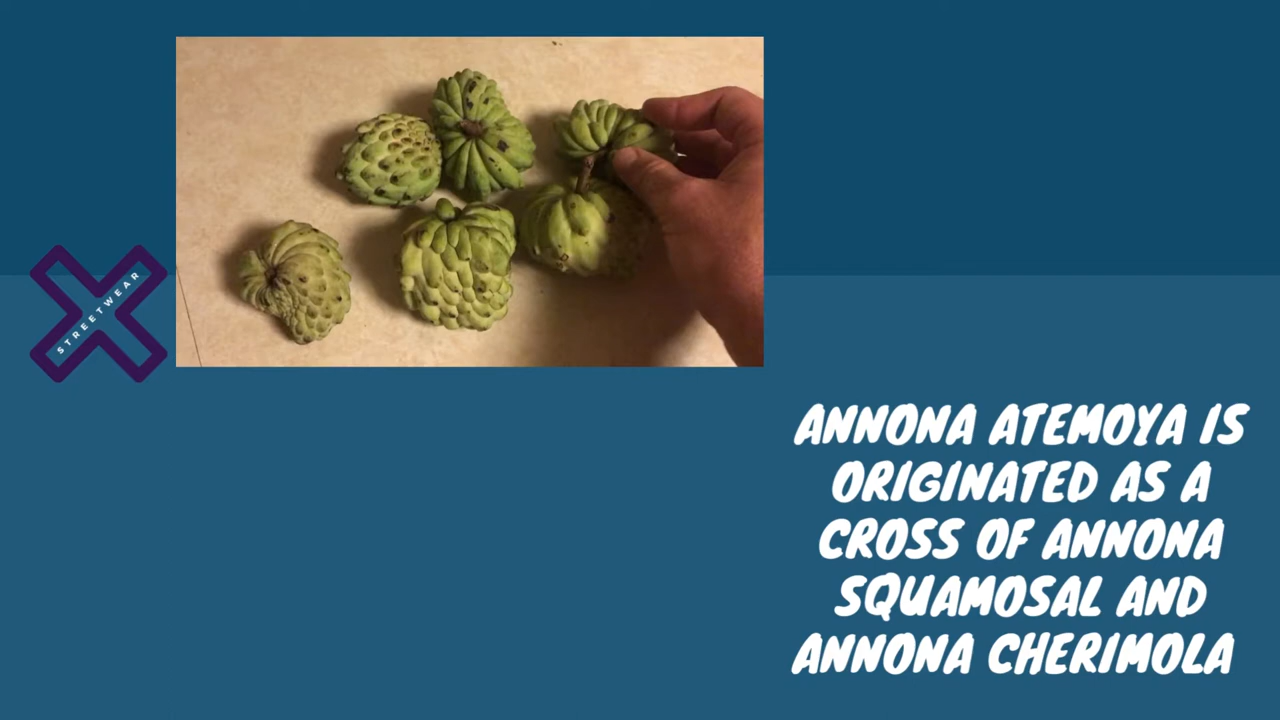 STREETWEAR
ANNONA ATEMOYA IS
ORIGINATED AS A
CROSS OF ANNONA
SQUAMOSAL AND
ANNONA CHERIMOLA